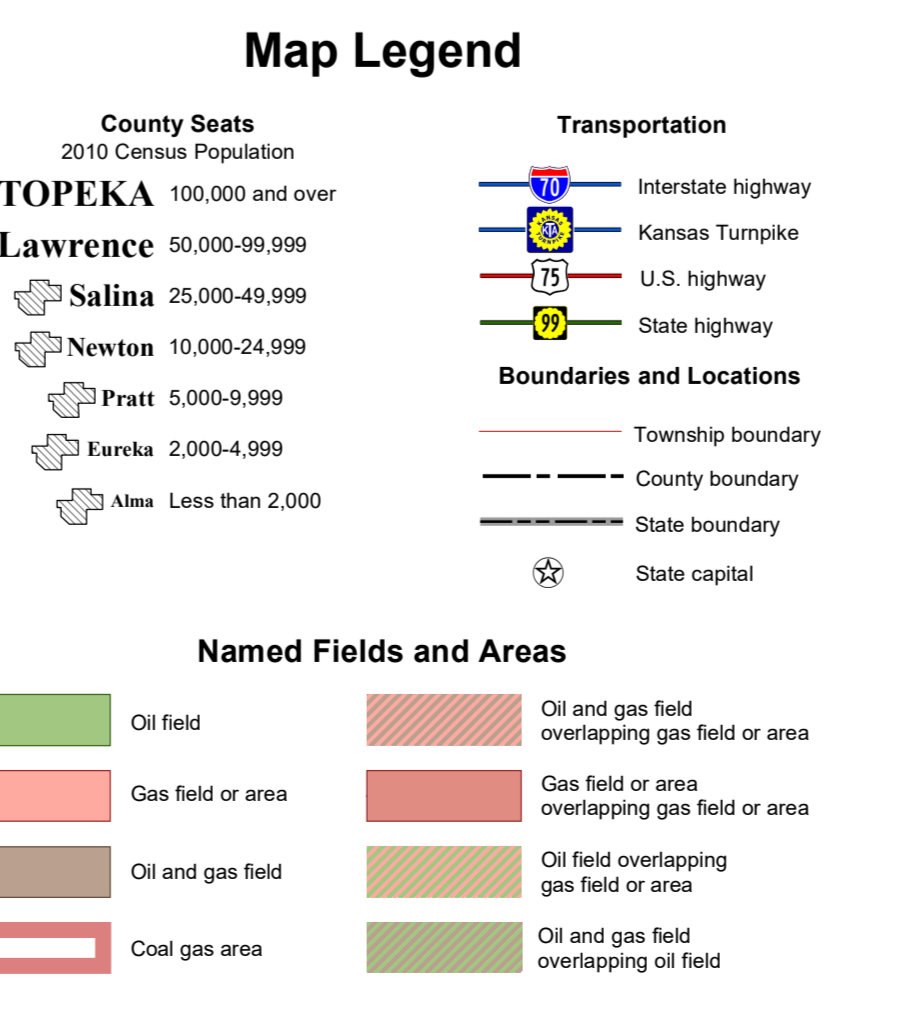 Map Legend
County Seats
2010 Census Population
TOPEKA 100,000 and over
Lawrence 50,000-99,999
Salina 25,000-49,999
Newton 10,000-24,999
Pratt 5,000-9,999
Eureka 2,000-4,999
Alma Less than 2,000
Transportation
70 Interstate highway
KANSAS KTA TURNPIKE Kansas Turnpike
75 U.S. highway
99 State highway
Boundaries and Locations
Township boundary
County boundary
State boundary
State capital
Named Fields and Areas
Oil field
Gas field or area
Oil and gas field
Coal gas area
Oil and gas field
overlapping gas field or area
Gas field or area
overlapping gas field or area
Oil field overlapping
gas field or area
Oil and gas field
overlapping oil field